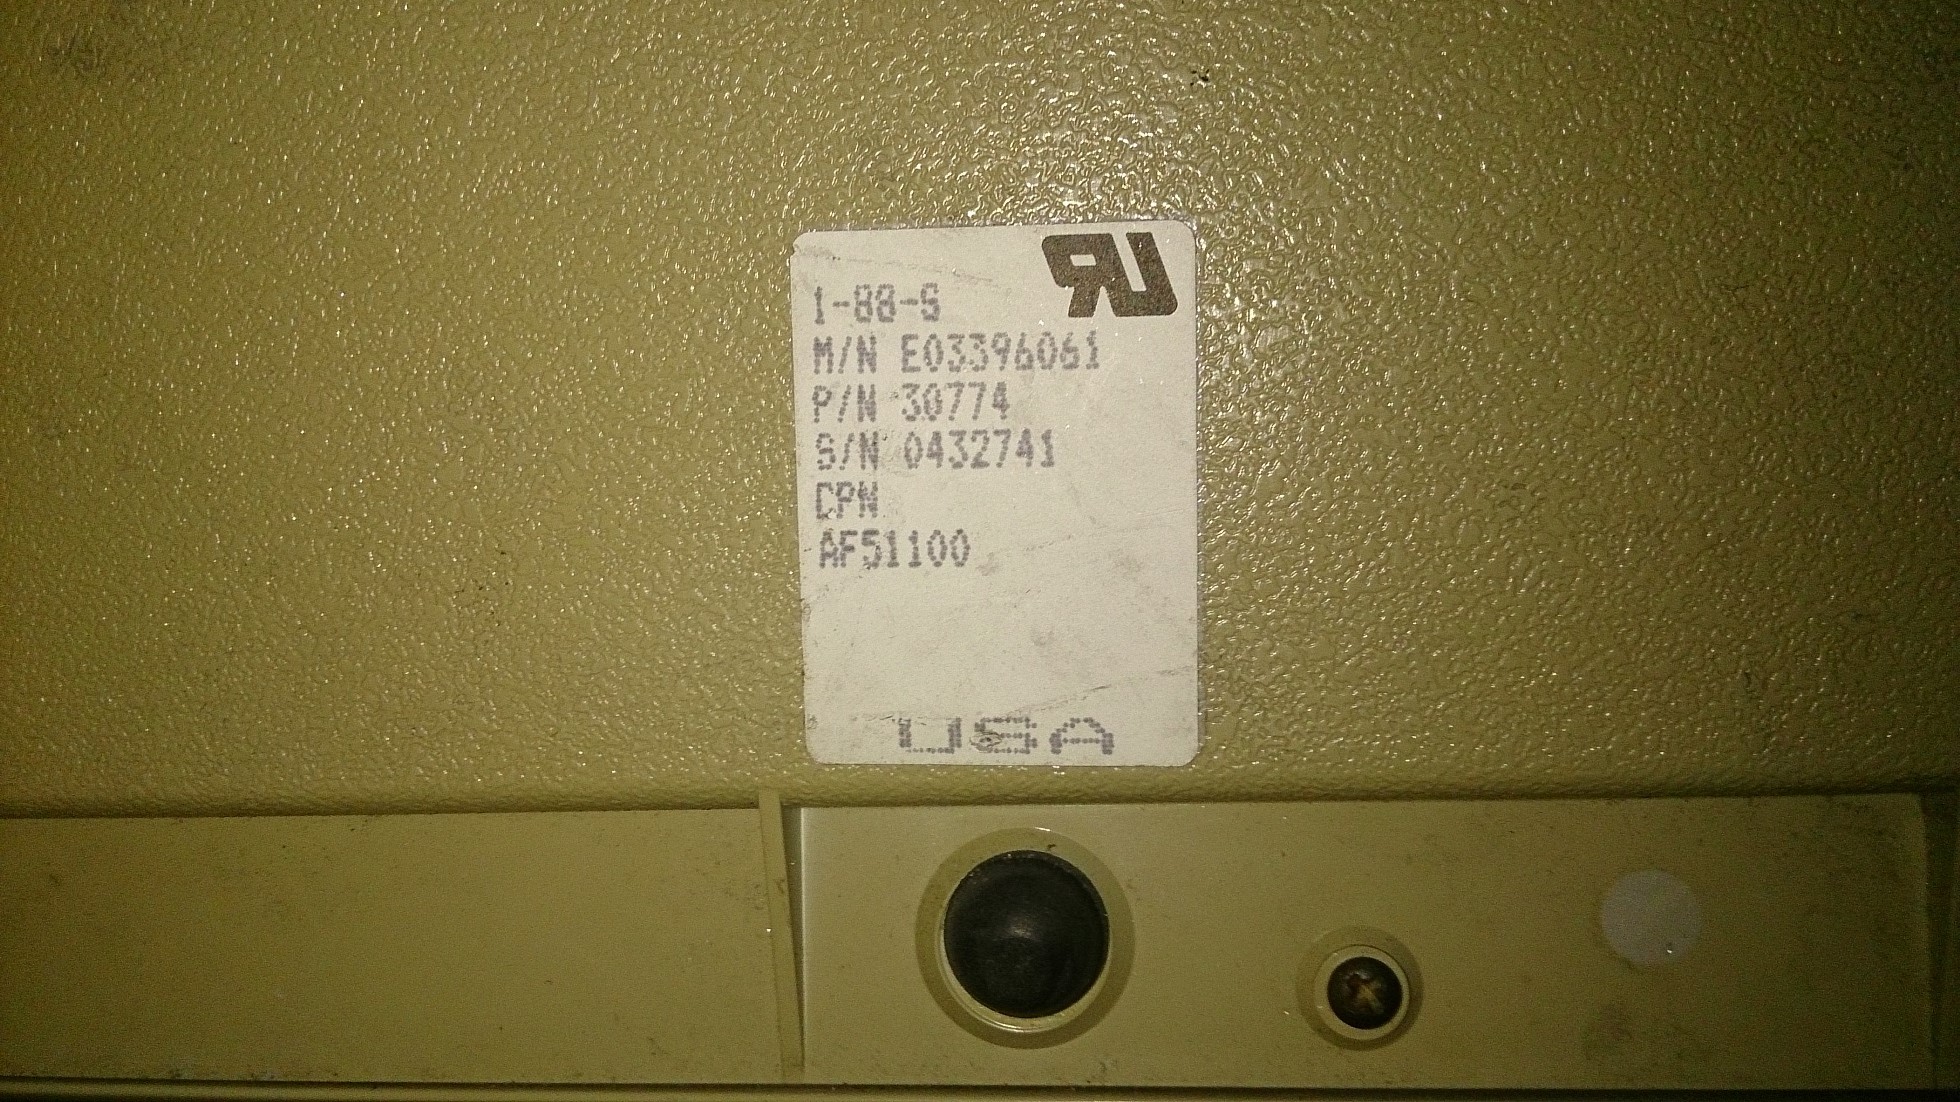 1-88-S
M/N E03396061
P/N 30774
S/N 0432741
CPN
AF51100
USA